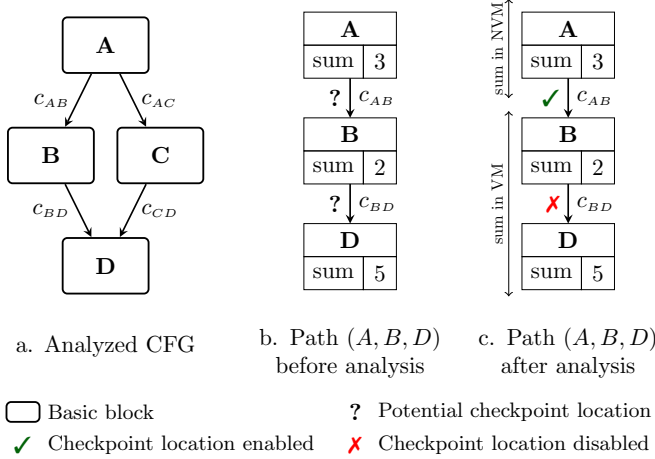 A
c_AB
c_AC
B
C
c_BD
c_CD
D
a. Analyzed CFG
A
sum 3
? c_AB
B
sum 2
? c_BD
D
sum 5
b. Path (A, B, D)
before analysis
sum in NVM
A
sum 3
✓ c_AB
sum in VM
B
sum 2
✗ c_BD
D
sum 5
c. Path (A, B, D)
after analysis
Basic block
? Potential checkpoint location
✓ Checkpoint location enabled
✗ Checkpoint location disabled